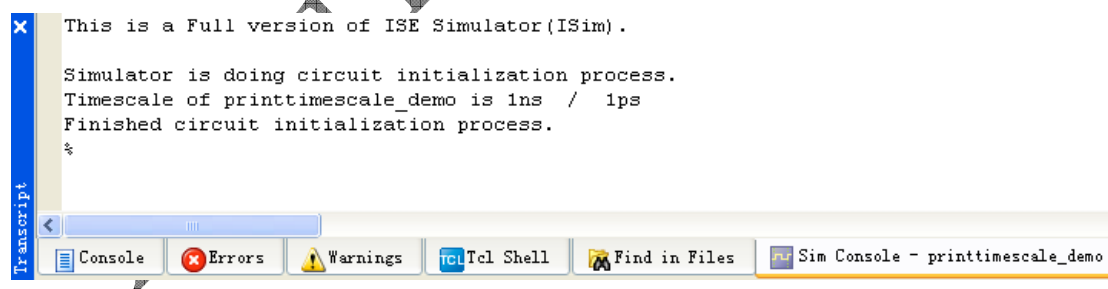 This is a Full version of ISE Simulator(ISim).
Simulator is doing circuit initialization process.
Timescale of printtimescale_demo is 1ns / 1ps
Finished circuit initialization process.
%
Transcript
Console
Errors
Warnings
TCL Tcl Shell
Find in Files
Sim Console - printtimescale_demo